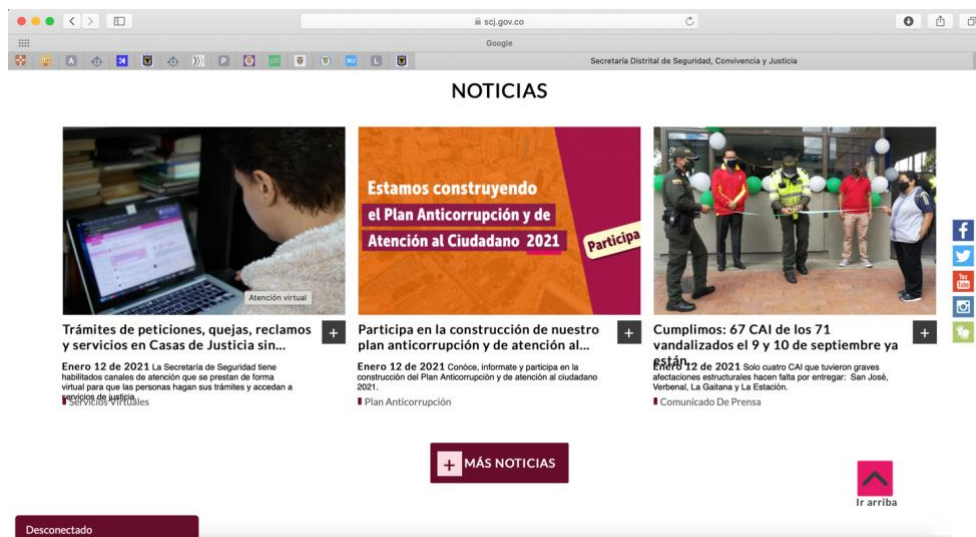 scj.gov.co
Google
Secretaría Distrital de Seguridad, Convivencia y Justicia
NOTICIAS
Estamos construyendo
el Plan Anticorrupción y de
Atención al Ciudadano 2021
Participa
Atención virtual
Trámites de peticiones, quejas, reclamos
y servicios en Casas de Justicia sin...
Enero 12 de 2021 La Secretaría de Seguridad tiene
habilitados canales de atención que se prestan de forma
virtual para que las personas hagan sus trámites y accedan a
servicios de justicia
Servicios Virtuales
Participa en la construcción de nuestro
plan anticorrupción y de atención al...
Enero 12 de 2021 Conóce, informate y participa en la
construcción del Plan Anticorrupción y de atención al ciudadano
2021.
Plan Anticorrupción
Cumplimos: 67 CAI de los 71
vandalizados el 9 y 10 de septiembre ya
están...
Enero 12 de 2021 Solo cuatro CAI que tuvieron graves
afectaciones estructurales hacen falta por entregar: San José,
Verbenal, La Gaitana y La Estación.
Comunicado De Prensa
+ MÁS NOTICIAS
Ir arriba
Desconectado